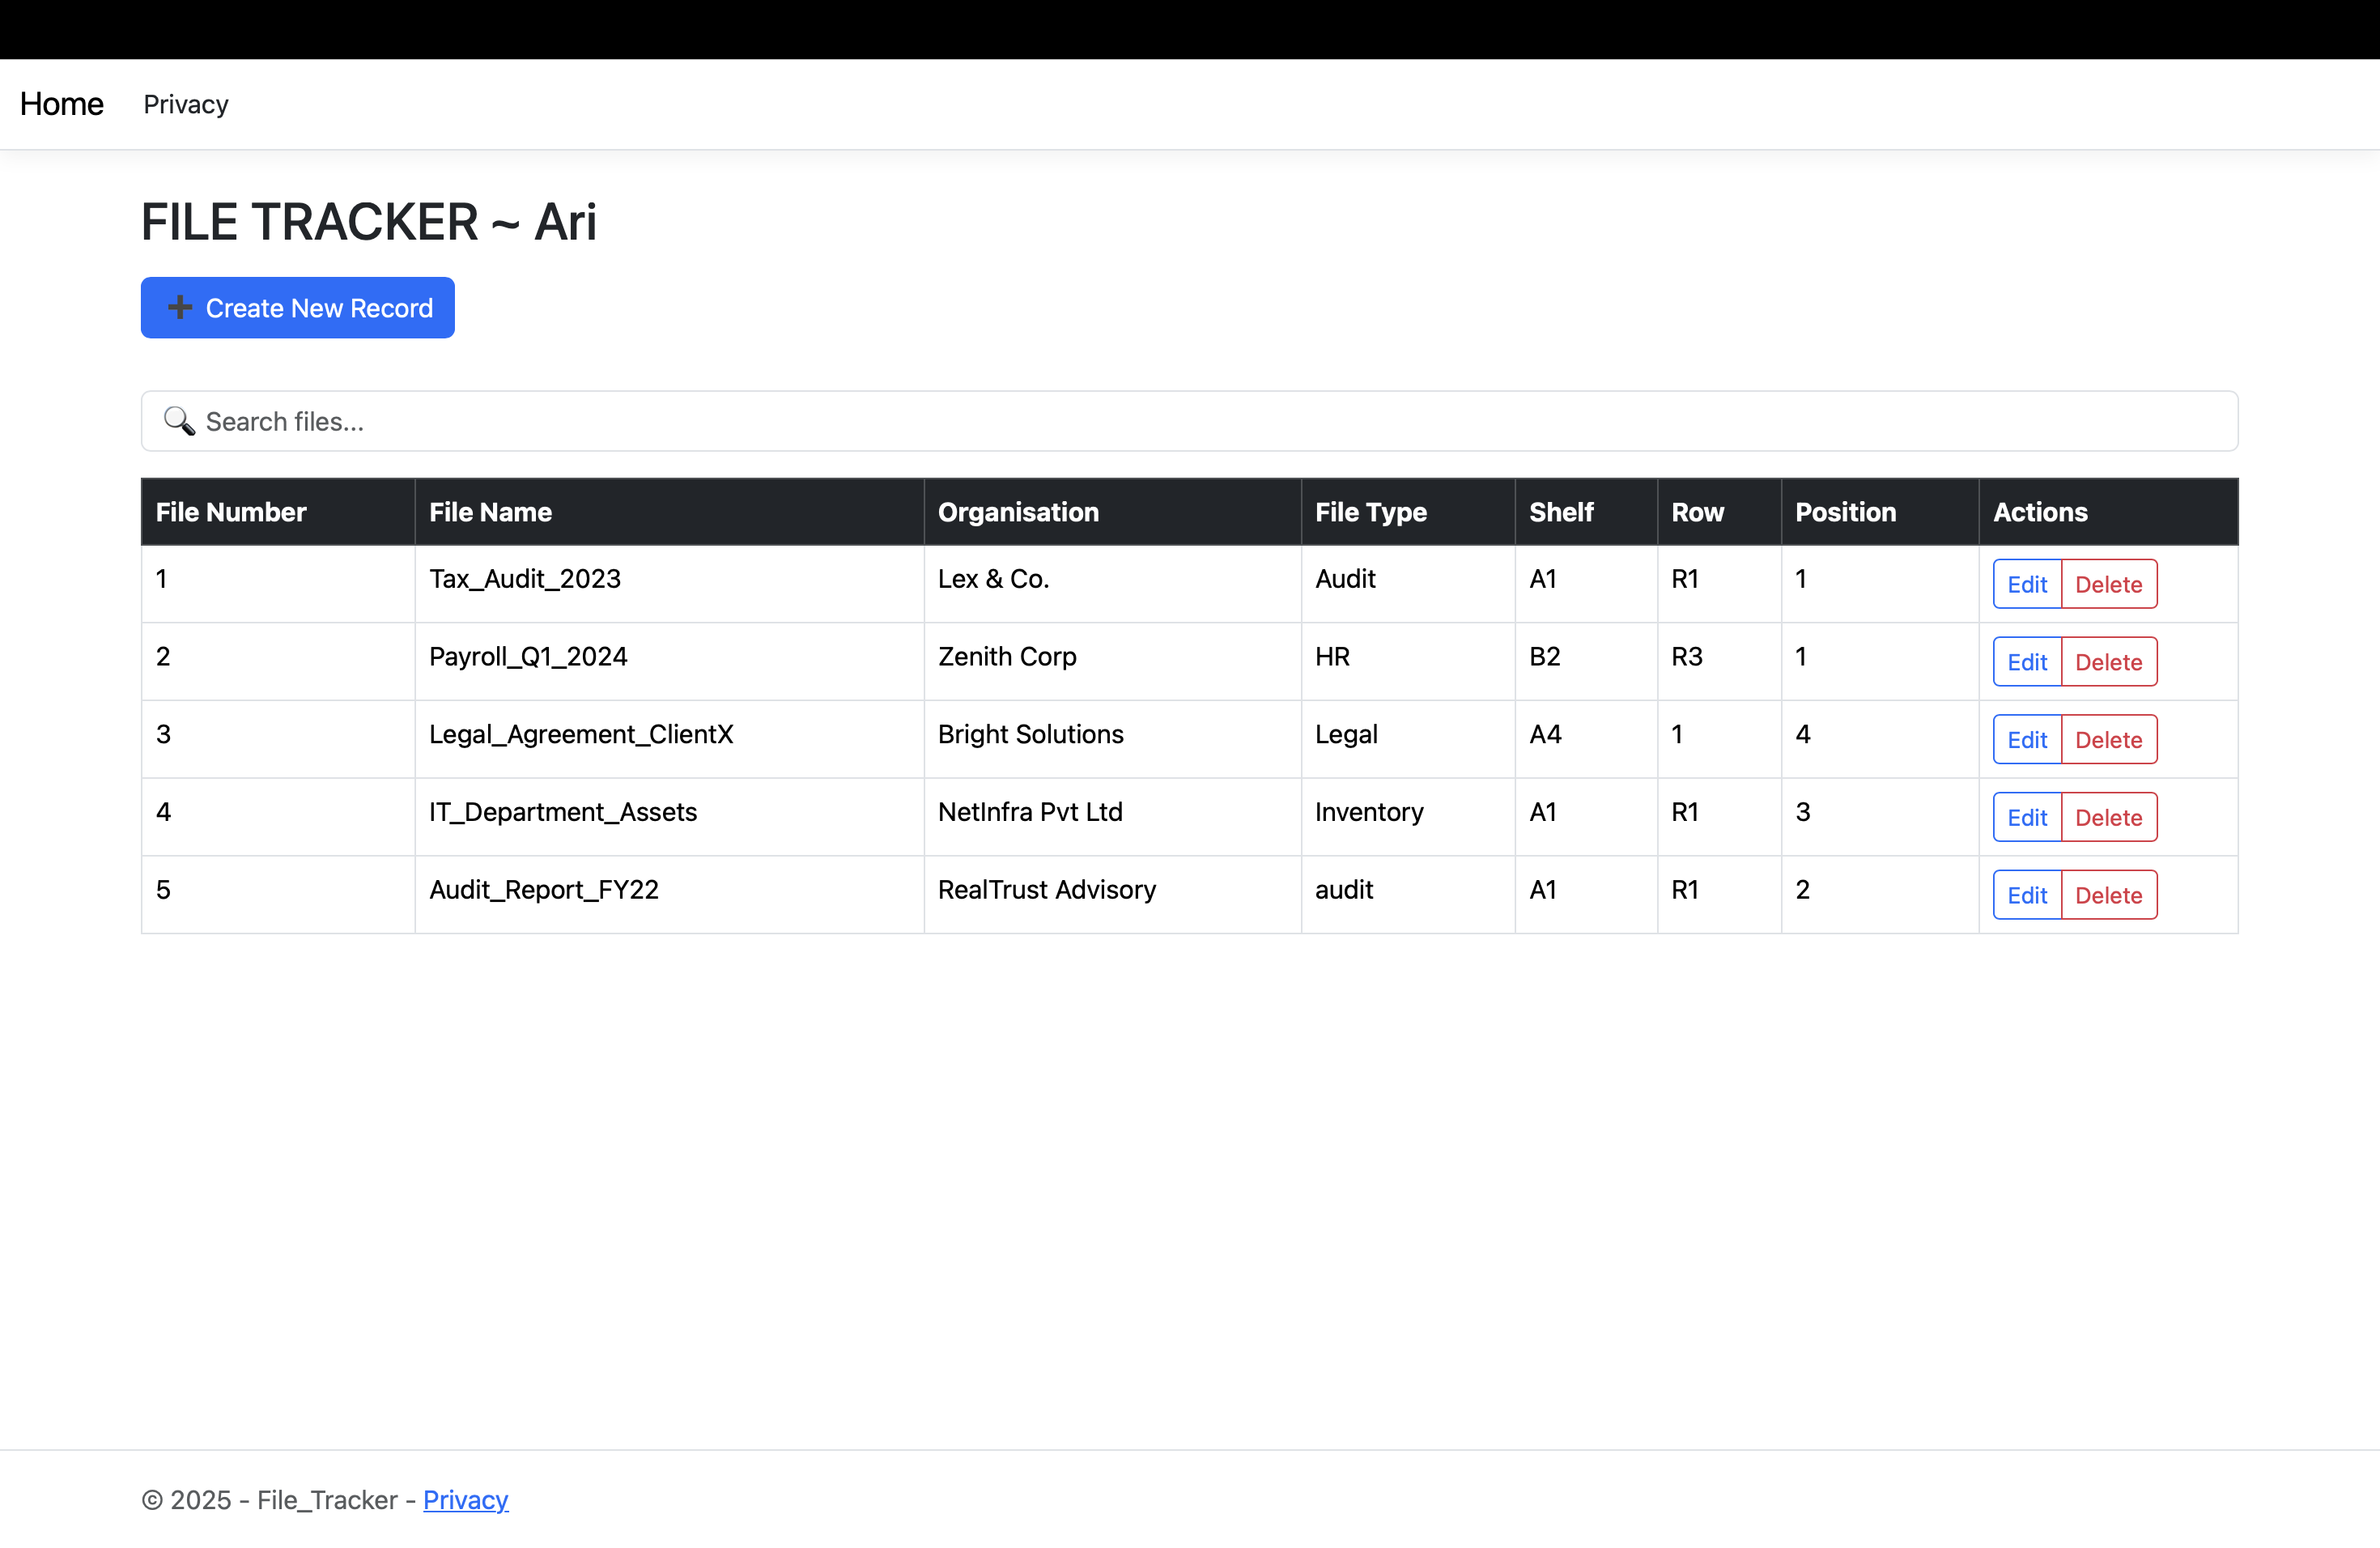 Home Privacy
FILE TRACKER ~ Ari
➕ Create New Record
🔍 Search files...
File Number File Name Organisation File Type Shelf Row Position Actions
1 Tax_Audit_2023 Lex & Co. Audit A1 R1 1 Edit Delete
2 Payroll_Q1_2024 Zenith Corp HR B2 R3 1 Edit Delete
3 Legal_Agreement_ClientX Bright Solutions Legal A4 1 4 Edit Delete
4 IT_Department_Assets NetInfra Pvt Ltd Inventory A1 R1 3 Edit Delete
5 Audit_Report_FY22 RealTrust Advisory audit A1 R1 2 Edit Delete
© 2025 - File_Tracker - Privacy